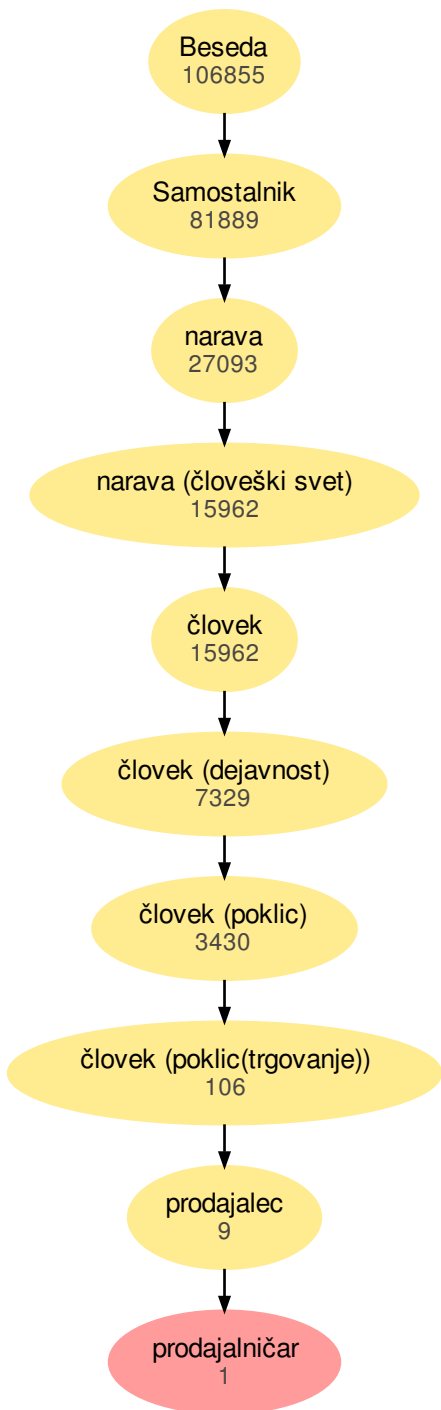 Beseda
106855
Samostalnik
81889
narava
27093
narava (človeški svet)
15962
človek
15962
človek (dejavnost)
7329
človek (poklic)
3430
človek (poklic(trgovanje))
106
prodajalec
9
prodajalničar
1